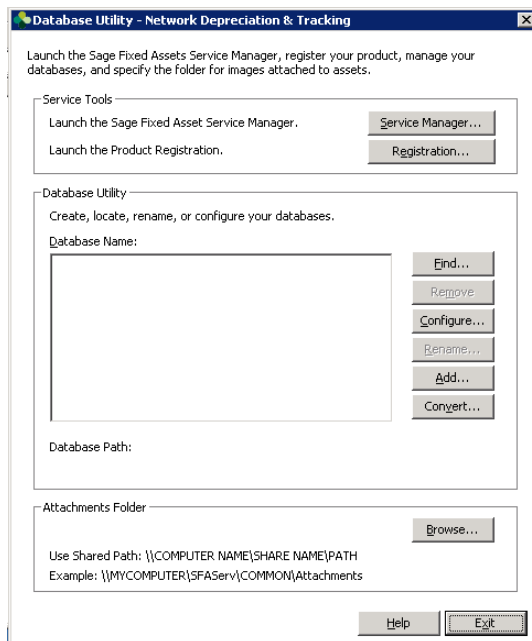 Database Utility - Network Depreciation & Tracking
Launch the Sage Fixed Assets Service Manager, register your product, manage your
databases, and specify the folder for images attached to assets.
Service Tools
Launch the Sage Fixed Asset Service Manager.
Service Manager...
Launch the Product Registration.
Registration...
Database Utility
Create, locate, rename, or configure your databases.
Database Name:
Find...
Remove
Configure...
Rename...
Add...
Convert...
Database Path:
Attachments Folder
Browse...
Use Shared Path: \\COMPUTER NAME\SHARE NAME\PATH
Example: \\MYCOMPUTER\SFAServ\COMMON\Attachments
Help
Exit